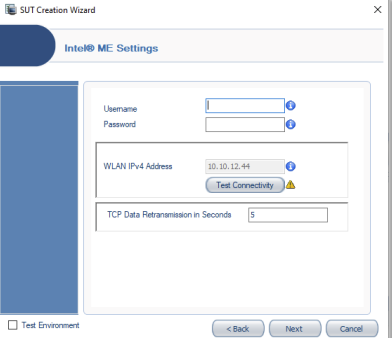 SUT Creation Wizard
Intel® ME Settings
Username
Password
WLAN IPv4 Address 10.10.12.44
Test Connectivity
TCP Data Retransmission in Seconds 5
Test Environment
< Back Next Cancel